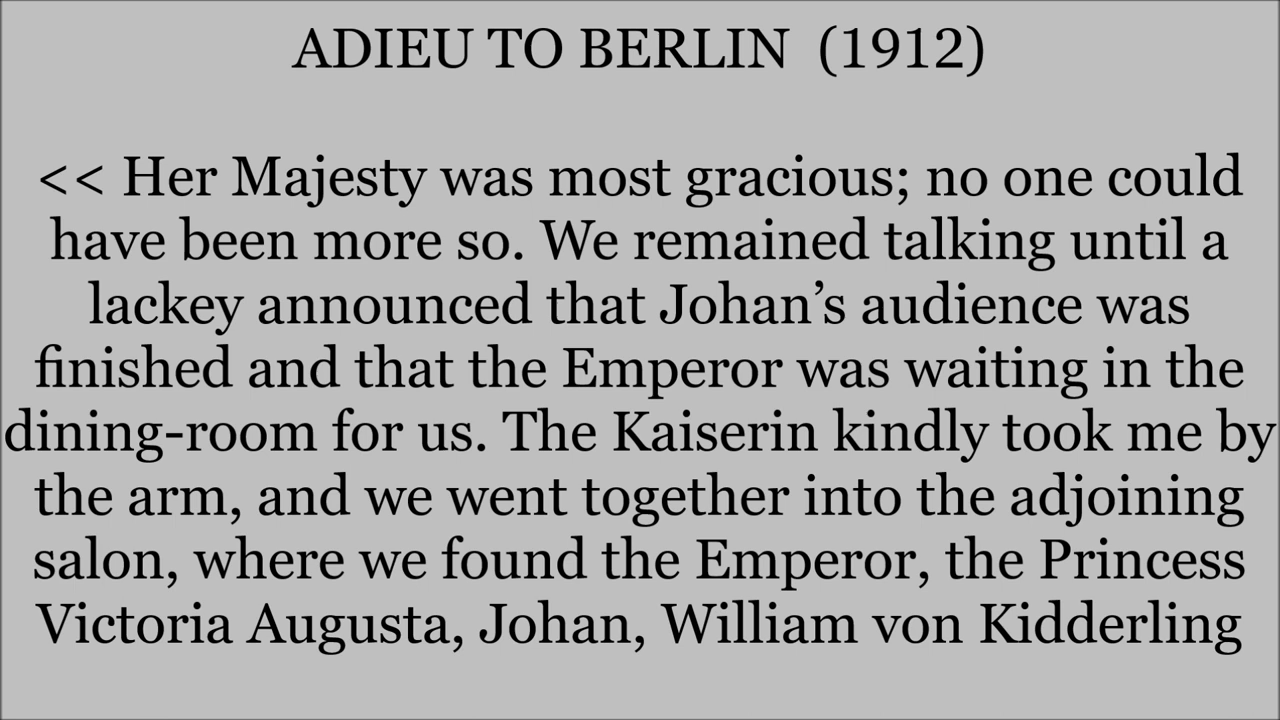 ADIEU TO BERLIN (1912)
<< Her Majesty was most gracious; no one could
have been more so. We remained talking until a
lackey announced that Johan’s audience was
finished and that the Emperor was waiting in the
dining-room for us. The Kaiserin kindly took me by
the arm, and we went together into the adjoining
salon, where we found the Emperor, the Princess
Victoria Augusta, Johan, William von Kidderling